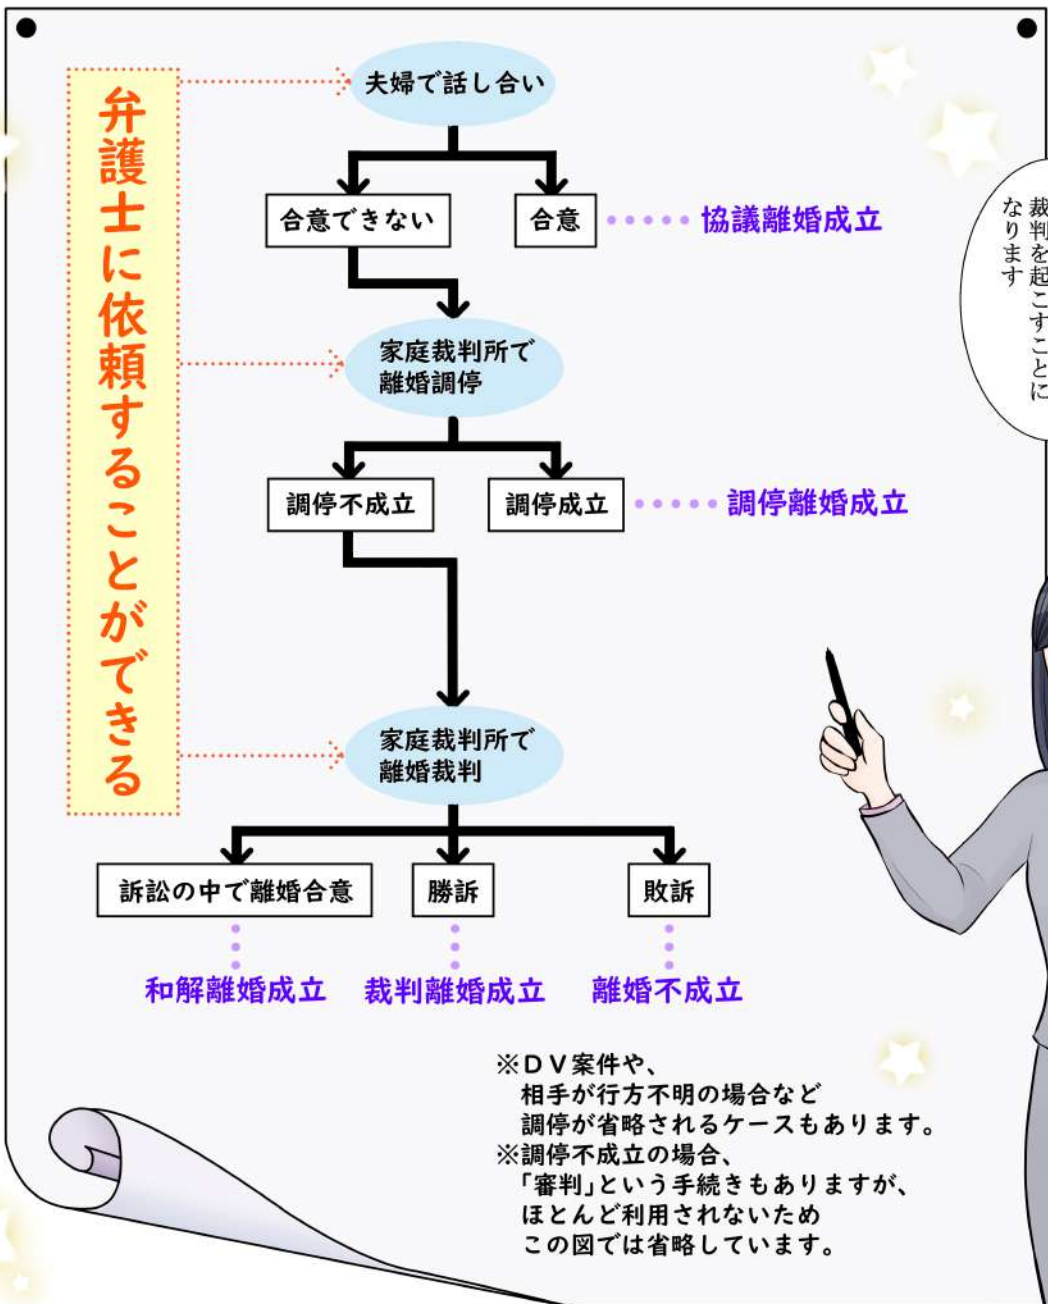 弁護士に依頼することができる
夫婦で話し合い
合意できない
合意
協議離婚成立
裁判を起こすことに
なります
家庭裁判所で
離婚調停
調停不成立
調停成立
調停離婚成立
家庭裁判所で
離婚裁判
訴訟の中で離婚合意
勝訴
敗訴
和解離婚成立
裁判離婚成立
離婚不成立
※DV案件や、
相手が行方不明の場合など
調停が省略されるケースもあります。
※調停不成立の場合、
「審判」という手続きもありますが、
ほとんど利用されないため
この図では省略しています。